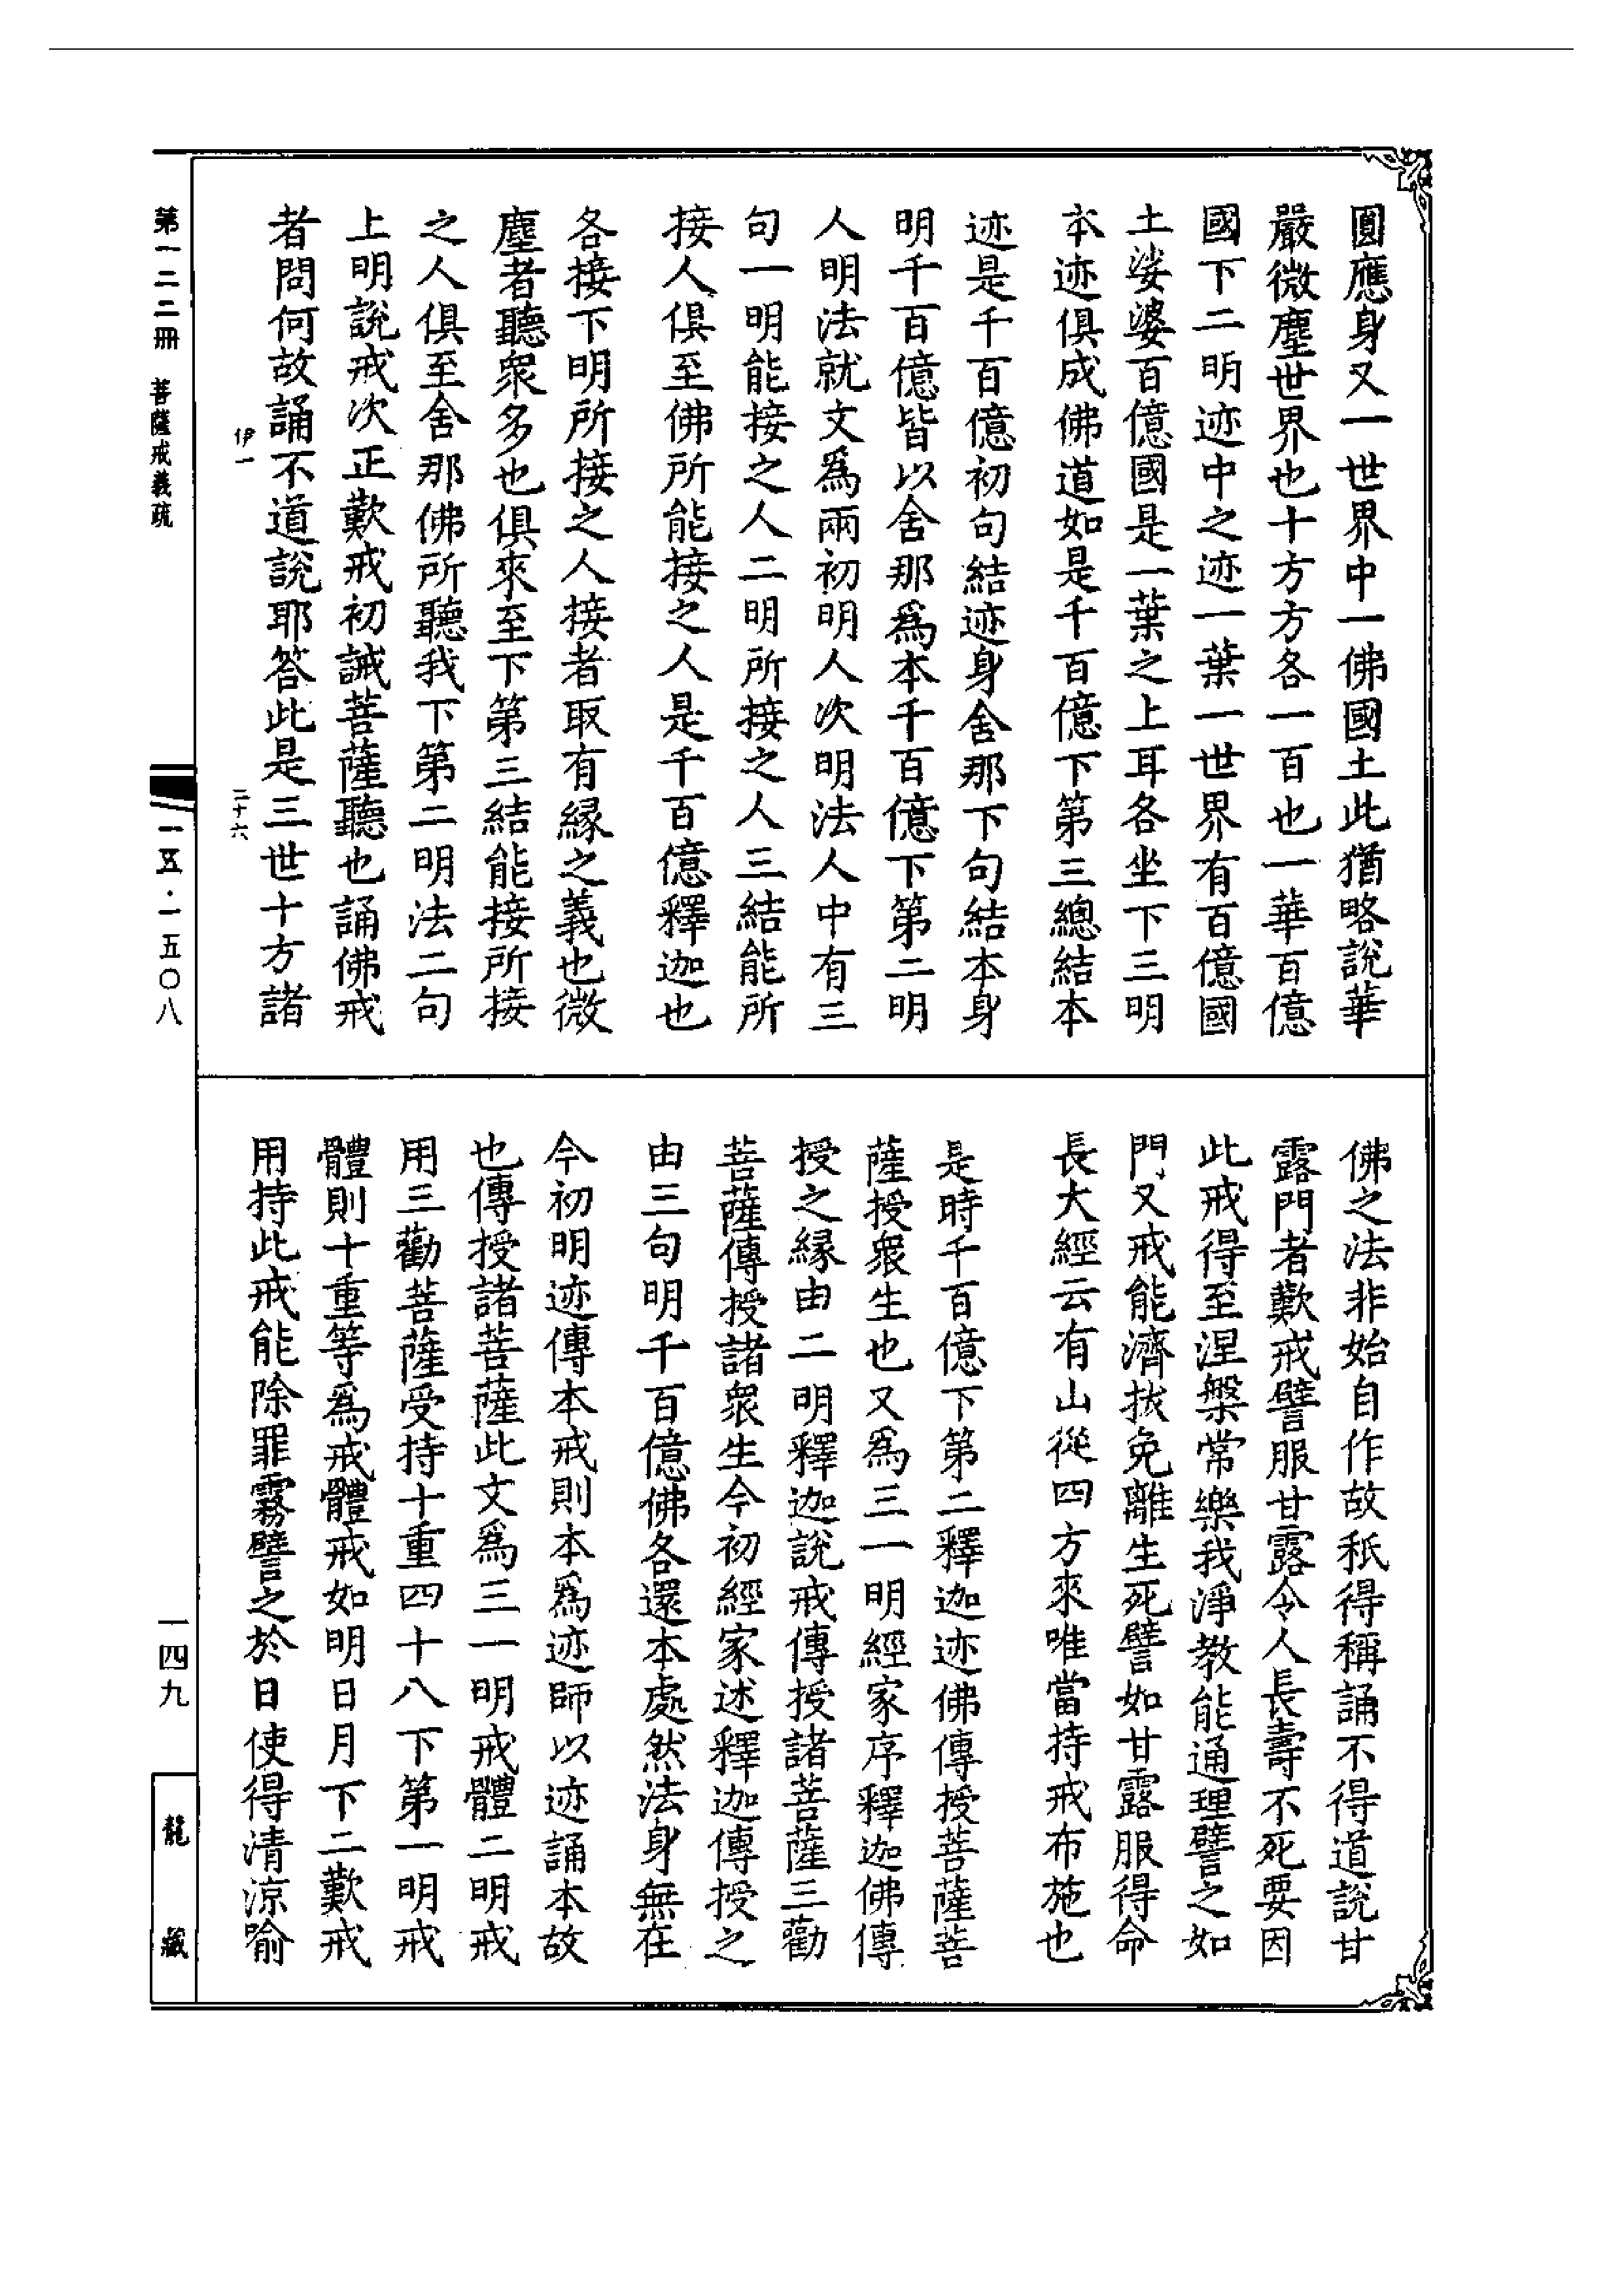 圓應身又一世界中一佛國土此猶略說華
嚴微塵世界也十方方各一百也一華百億
國下二明迹中之迹一葉一世界有百億國
土娑婆百億國是一葉之上耳各坐下三明
本迹俱成佛道如是千百億下第三總結本
迹是千百億初句結迹身舍那下句結本身
明千百億皆以舍那爲本千百億下第二明
人明法就文爲兩初明人次明法人中有三
句一明能接之人二明所接之人三結能所
接人俱至佛所能接之人是千百億釋迦也
各接下明所接之人接者取有緣之義也微
塵者聽衆多也俱來至下第三結能接所接
之人俱至舍那佛所聽我下第二明法二句
上明說戒次正歎戒初誡菩薩聽也誦佛戒
者問何故誦不道說耶答此是三世十方諸
佛之法非始自作故秖得稱誦不得道說甘
露門者歎戒譬服甘露令人長壽不死要因
此戒得至涅槃常樂我淨教能通理譬之如
門又戒能濟拔免離生死譬如甘露服得命
長大經云有山從四方來唯當持戒布施也
是時千百億下第二釋迦迹佛傳授菩薩菩
薩授衆生也又爲三一明經家序釋迦佛傳
授之緣由二明釋迦說戒傳授諸菩薩三勸
菩薩傳授諸衆生今初經家述釋迦傳授之
由三句明千百億佛各還本處然法身無在
今初明迹傳本戒則本爲迹師以迹誦本故
也傳授諸菩薩此文爲三一明戒體二明戒
用三勸菩薩受持十重四十八下第一明戒
體則十重等爲戒體戒如明日月下二歎戒
用持此戒能除罪霧譬之於日使得清涼喻
伊一
二十六
第一二二冊 菩薩戒義疏
一五·一五〇八
一四九
龍藏